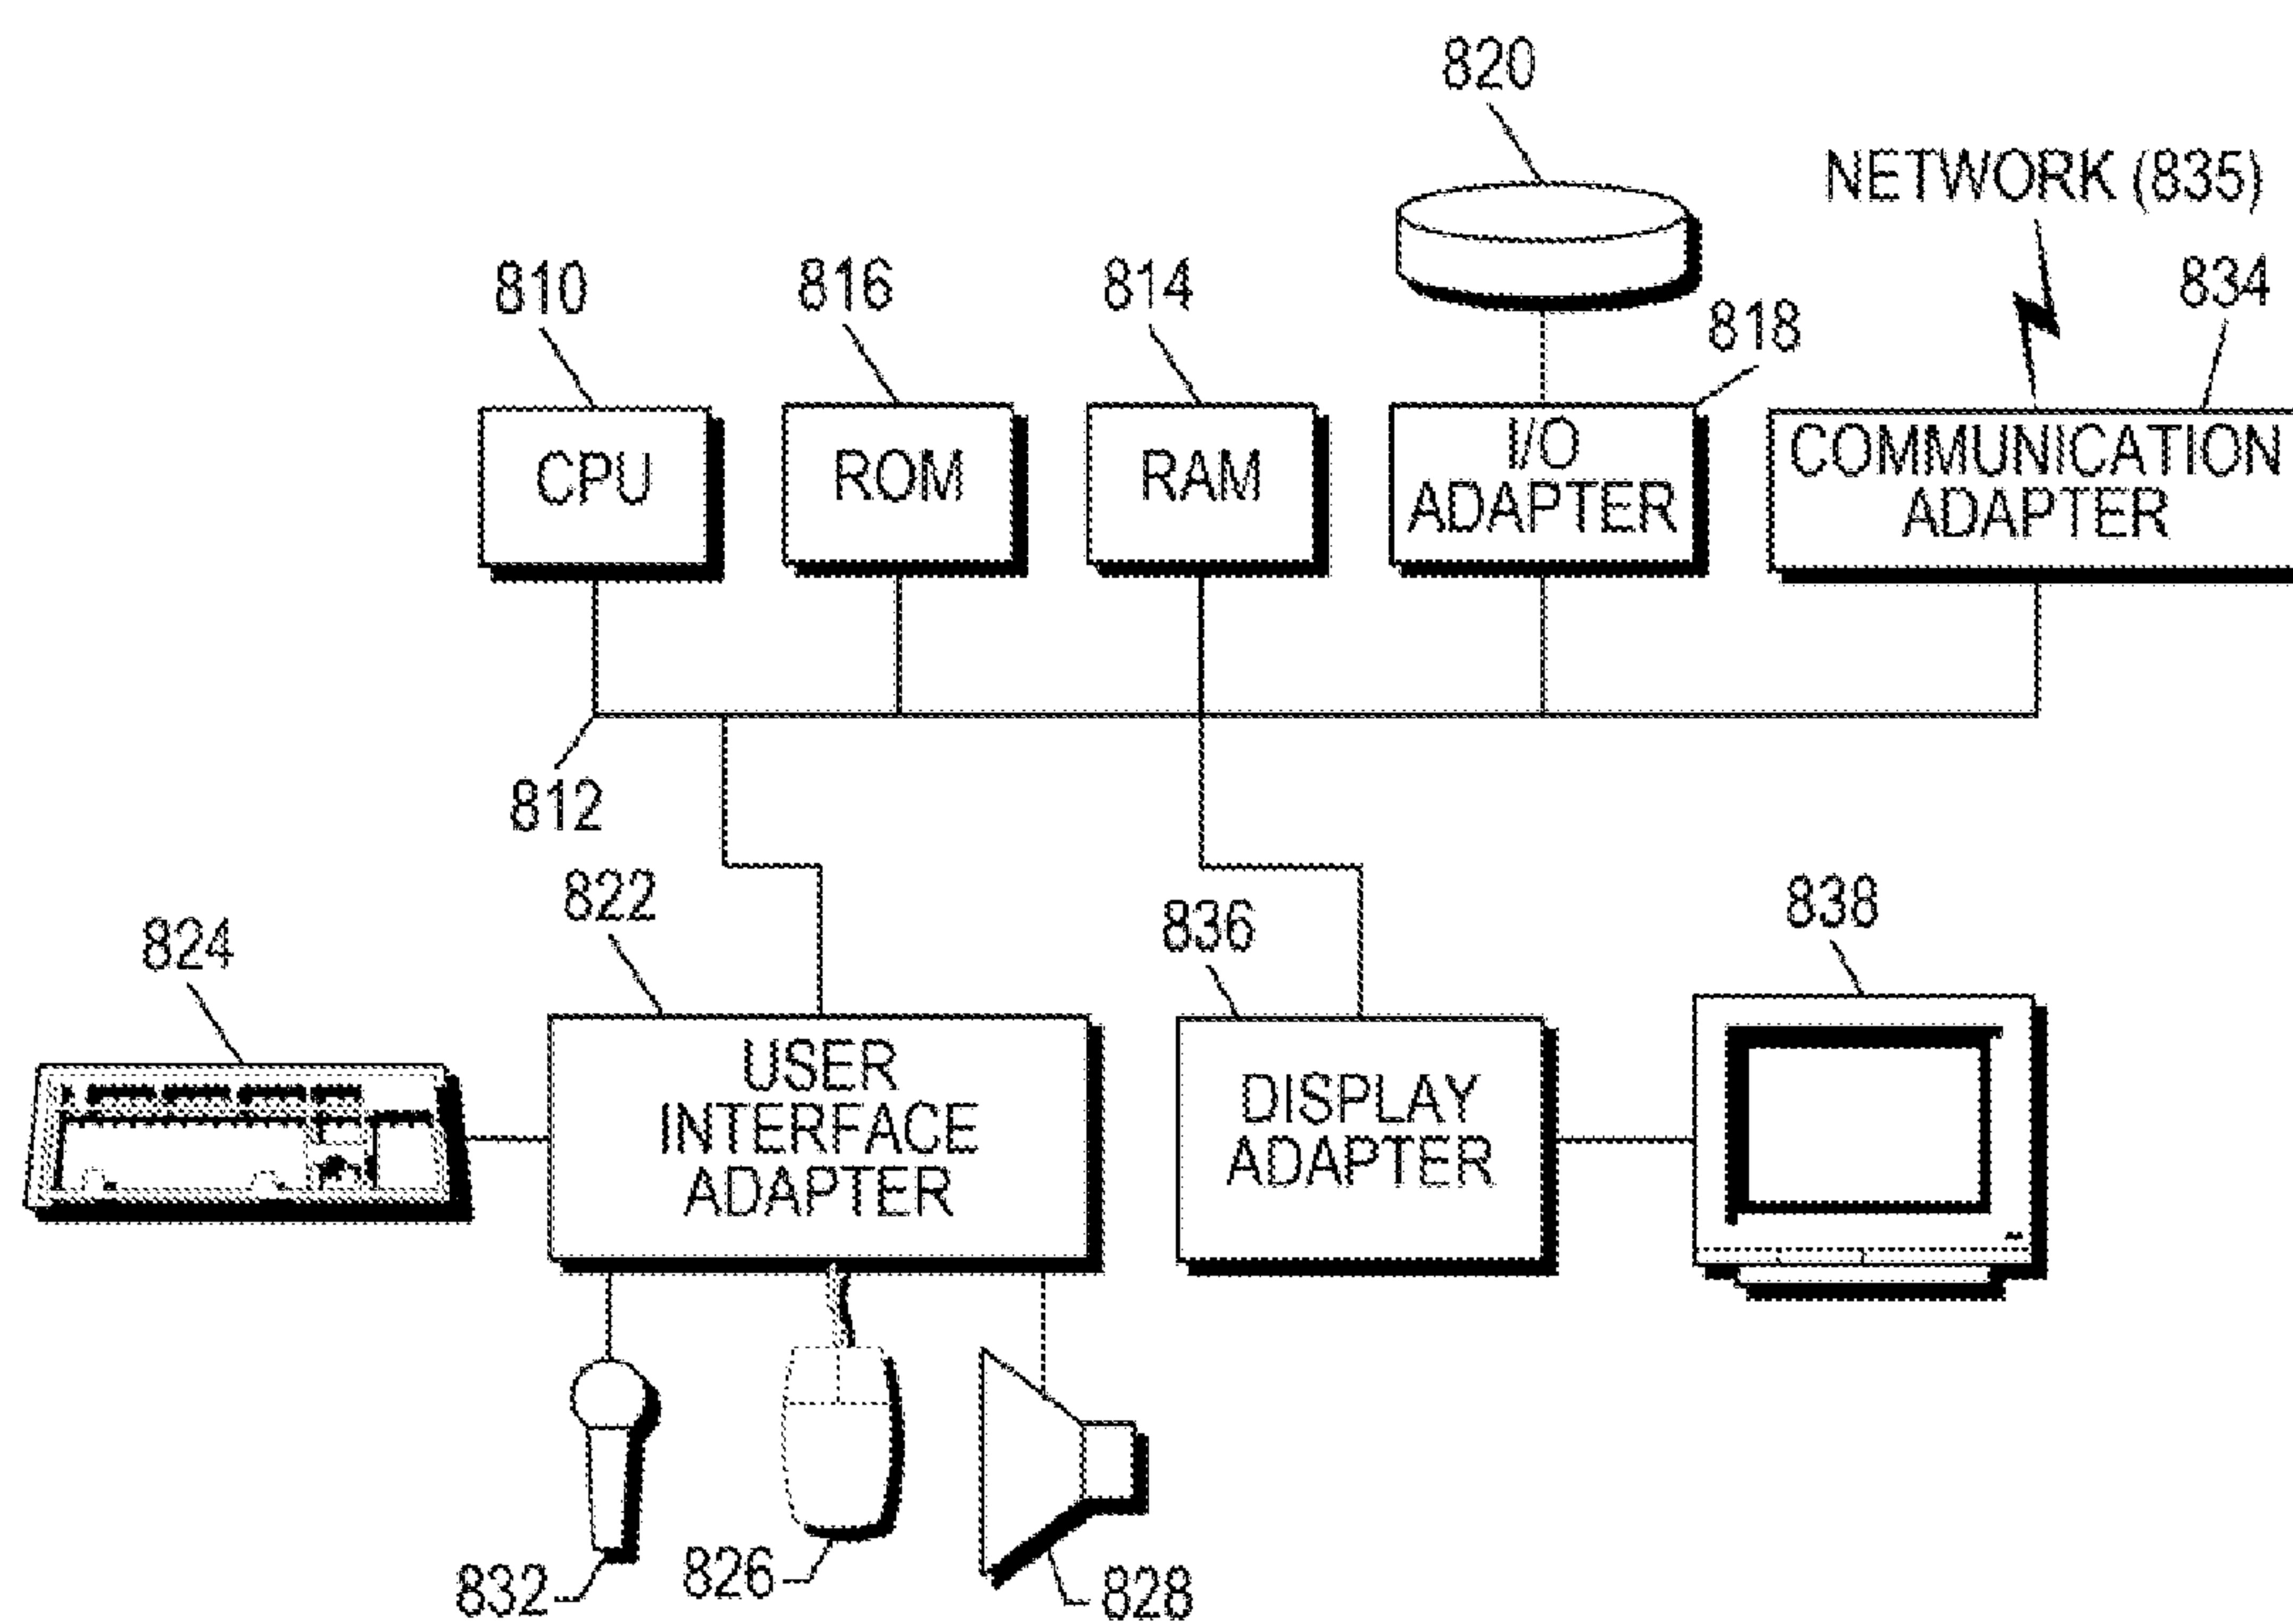 820
NETWORK (835)
810
816
814
818
834
CPU
ROM
RAM
I/O
ADAPTER
COMMUNICATION
ADAPTER
812
822
836
838
824
USER
INTERFACE
ADAPTER
DISPLAY
ADAPTER
832
826
828